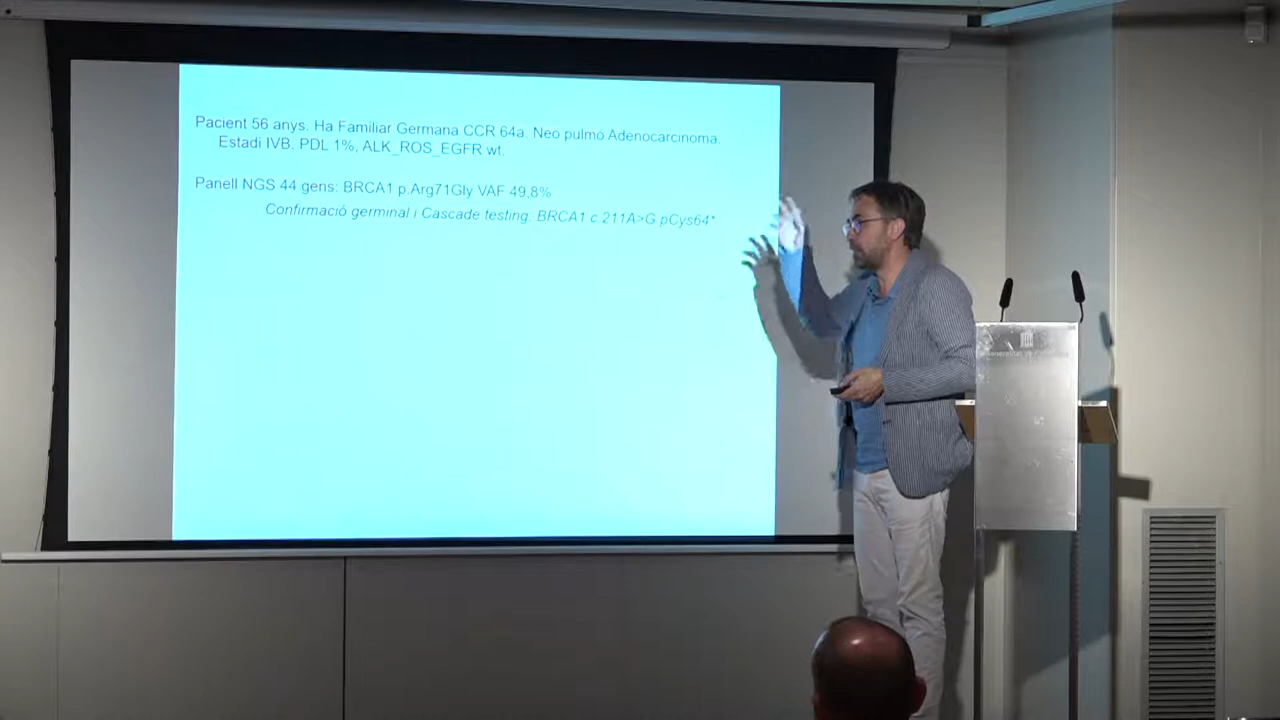 Pacient 56 anys. Ha Familiar Germana CCR 64a. Neo pulmó Adenocarcinoma.
Estadi IVB. PDL 1%, ALK_ROS_EGFR wt.
Panell NGS 44 gens: BRCA1 p.Arg71Gly VAF 49,8%
Confirmació germinal i Cascade testing. BRCA1 c.211A>G pCys64*